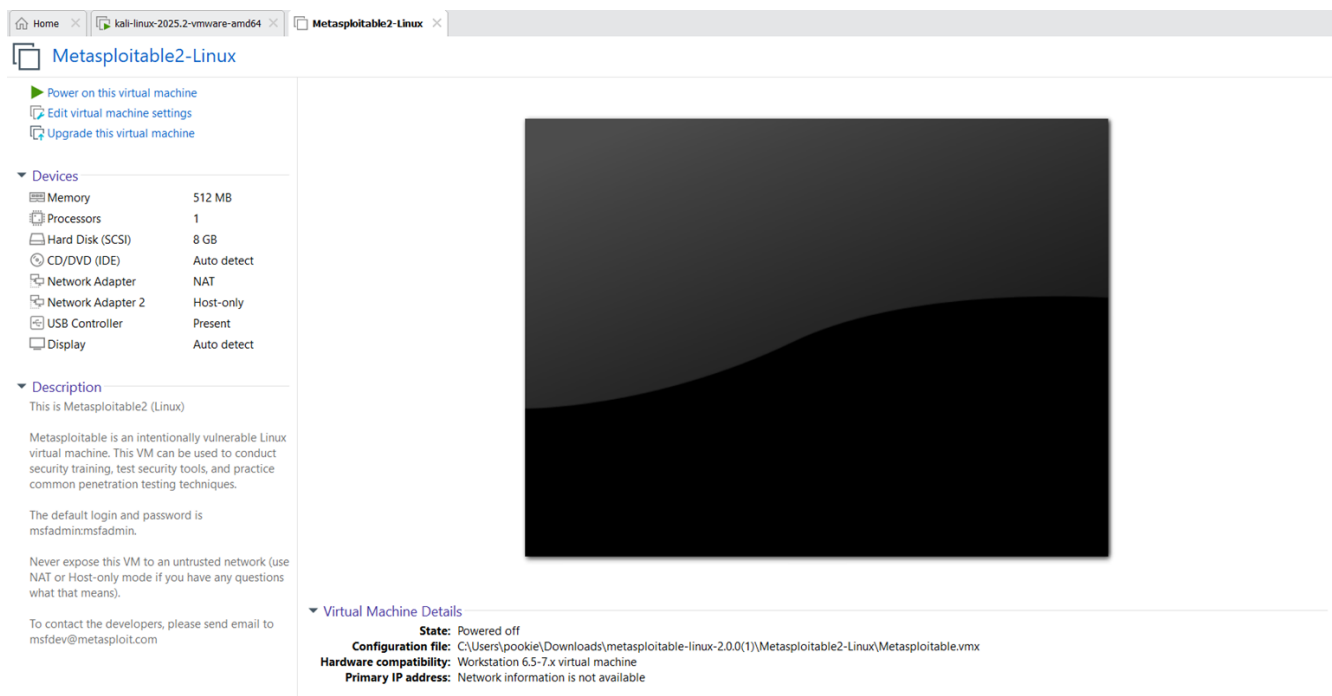 Home
kali-linux-2025.2-vmware-amd64
Metasploitable2-Linux
Metasploitable2-Linux
Power on this virtual machine
Edit virtual machine settings
Upgrade this virtual machine
Devices
Memory 512 MB
Processors 1
Hard Disk (SCSI) 8 GB
CD/DVD (IDE) Auto detect
Network Adapter NAT
Network Adapter 2 Host-only
USB Controller Present
Display Auto detect
Description
This is Metasploitable2 (Linux)
Metasploitable is an intentionally vulnerable Linux
virtual machine. This VM can be used to conduct
security training, test security tools, and practice
common penetration testing techniques.
The default login and password is
msfadmin:msfadmin.
Never expose this VM to an untrusted network (use
NAT or Host-only mode if you have any questions
what that means).
To contact the developers, please send email to
msfdev@metasploit.com
Virtual Machine Details
State: Powered off
Configuration file: C:\Users\pookie\Downloads\metasploitable-linux-2.0.0(1)\Metasploitable2-Linux\Metasploitable.vmx
Hardware compatibility: Workstation 6.5-7.x virtual machine
Primary IP address: Network information is not available